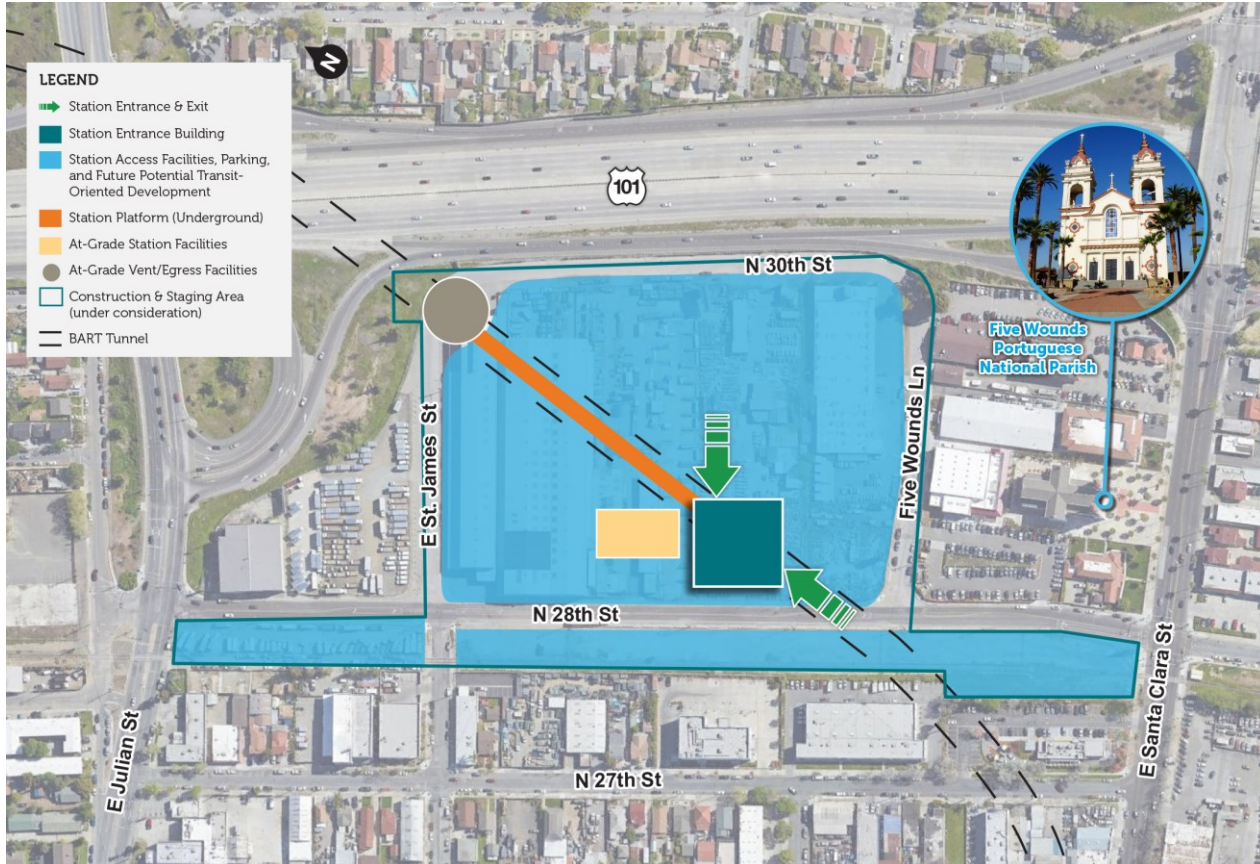 N
LEGEND
Station Entrance & Exit
Station Entrance Building
Station Access Facilities, Parking,
and Future Potential Transit-
Oriented Development
Station Platform (Underground)
At-Grade Station Facilities
At-Grade Vent/Egress Facilities
Construction & Staging Area
(under consideration)
BART Tunnel
101
N 30th St
Five Wounds
Portuguese
National Parish
E St. James St
Five Wounds Ln
N 28th St
E Julian St
E Santa Clara St
N 27th St